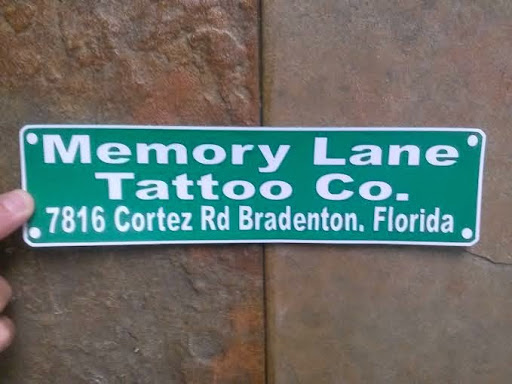 Memory Lane
Tattoo Co.
7816 Cortez Rd Bradenton. Florida